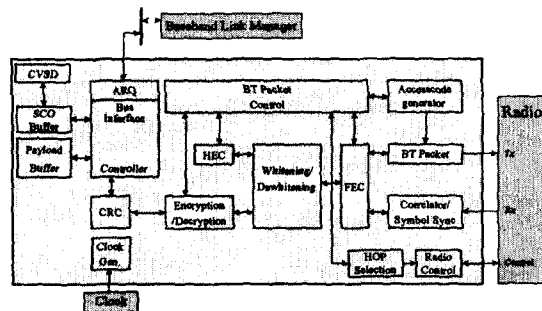 Baseband Link Manager
CVSD
SCO
Buffer
Payload
Buffer
ARQ
Bus
Interface
Controller
CRC
Clock
Gen.
Clock
BT Packet
Control
HEC
Encryption
/Decryption
Whitening/
Dewhitening
FEC
Accesscode
generator
BT Packet
Correlator/
Symbol Sync
HOP
Selection
Radio
Control
Radio
Tx
Rx
Control